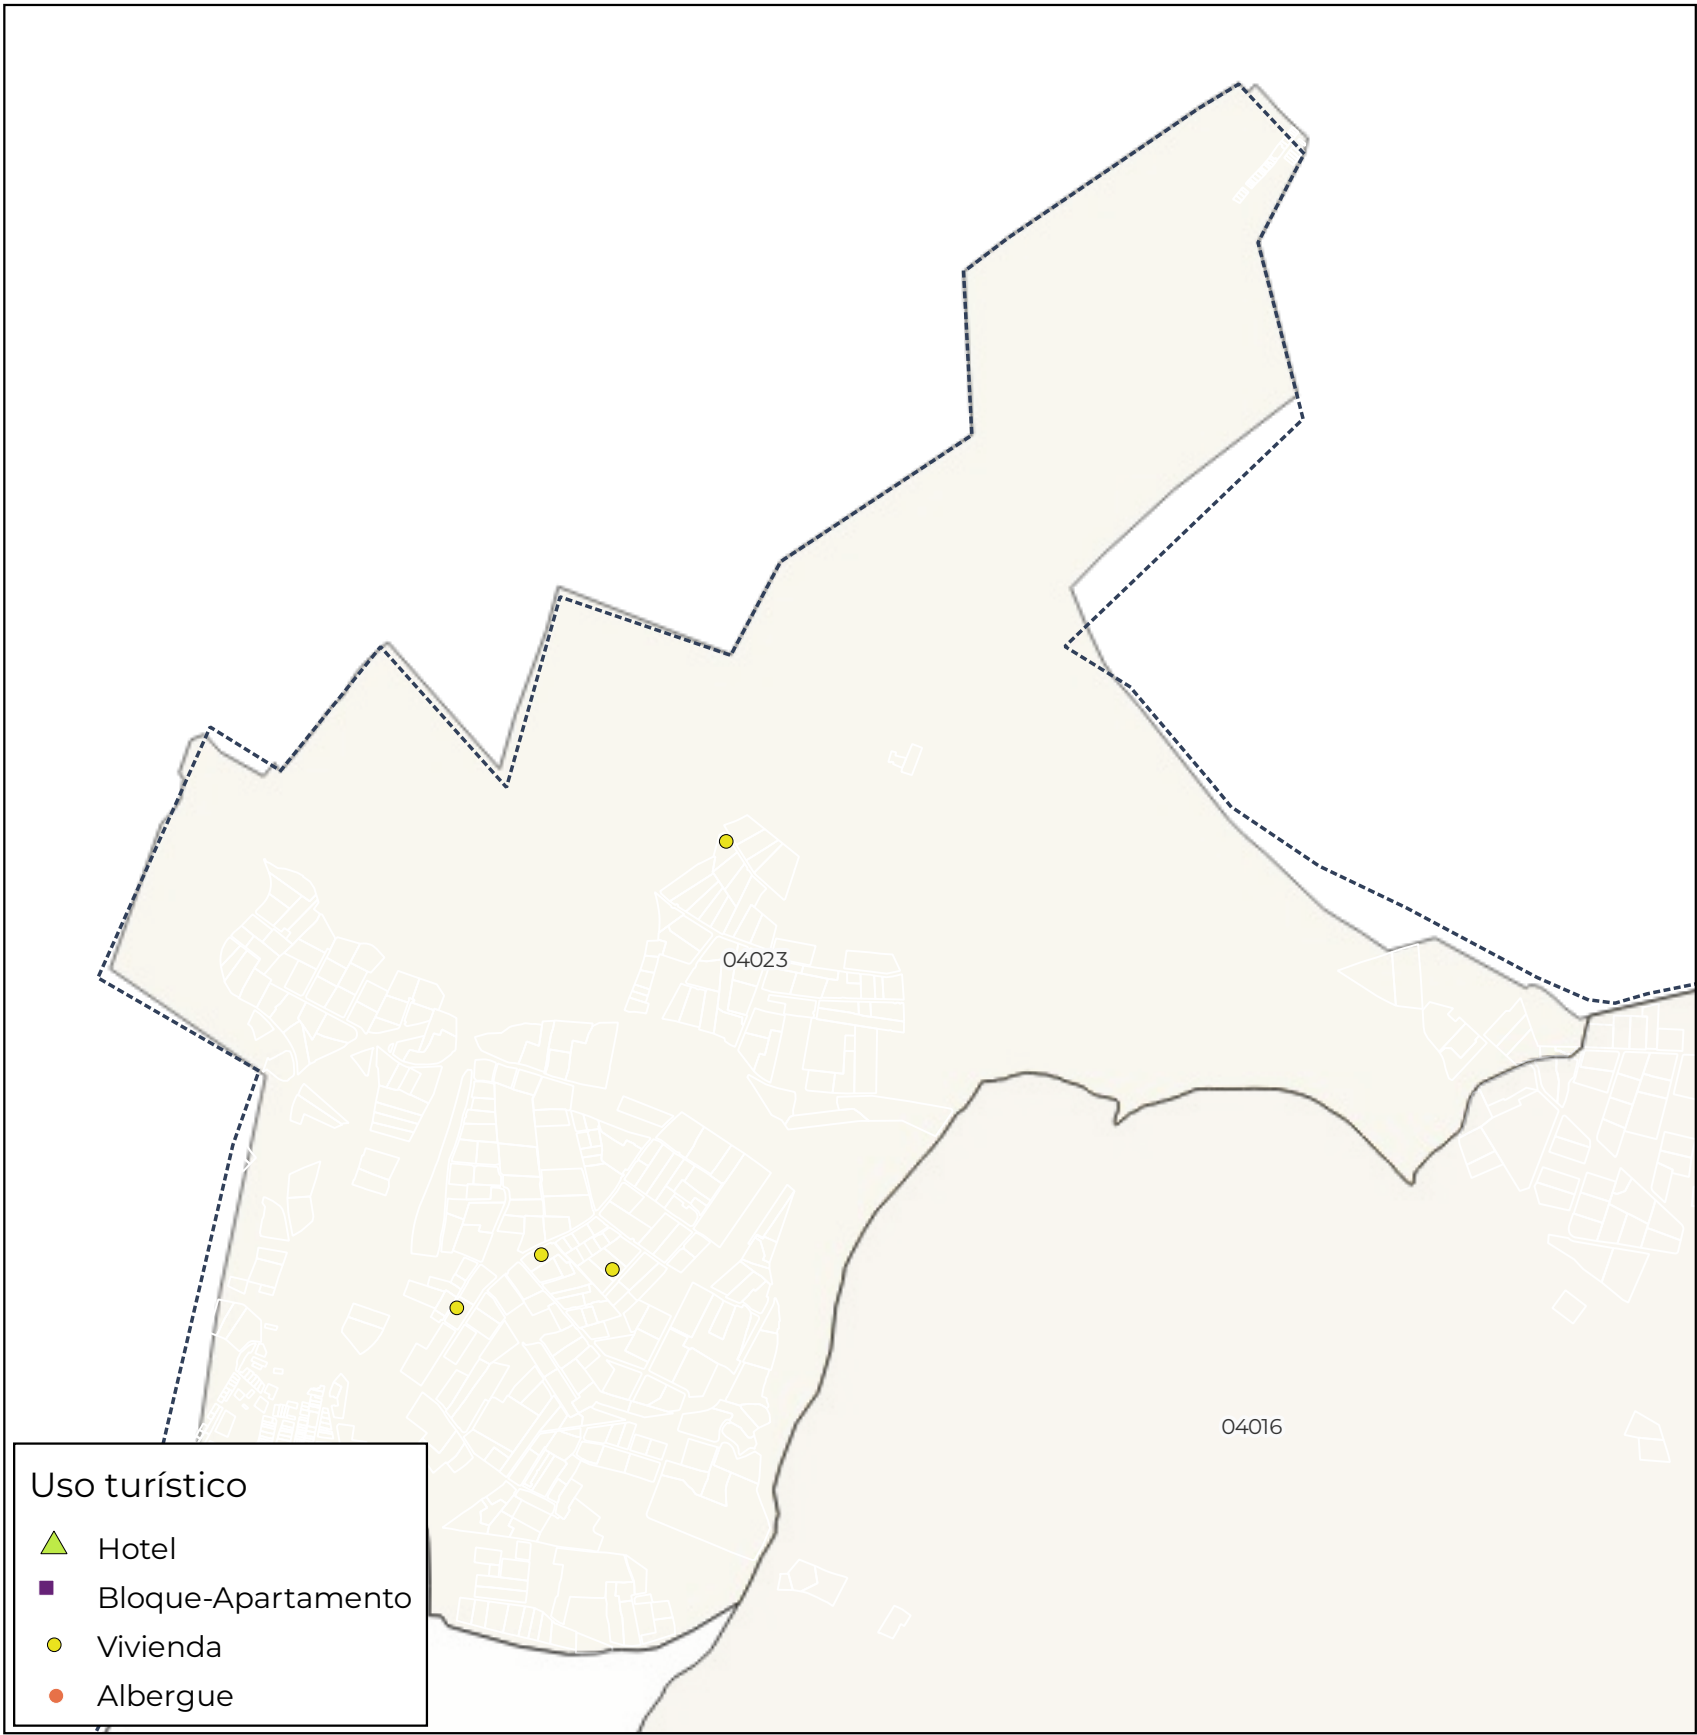 04023
04016
Uso turístico
Hotel
Bloque-Apartamento
Vivienda
Albergue